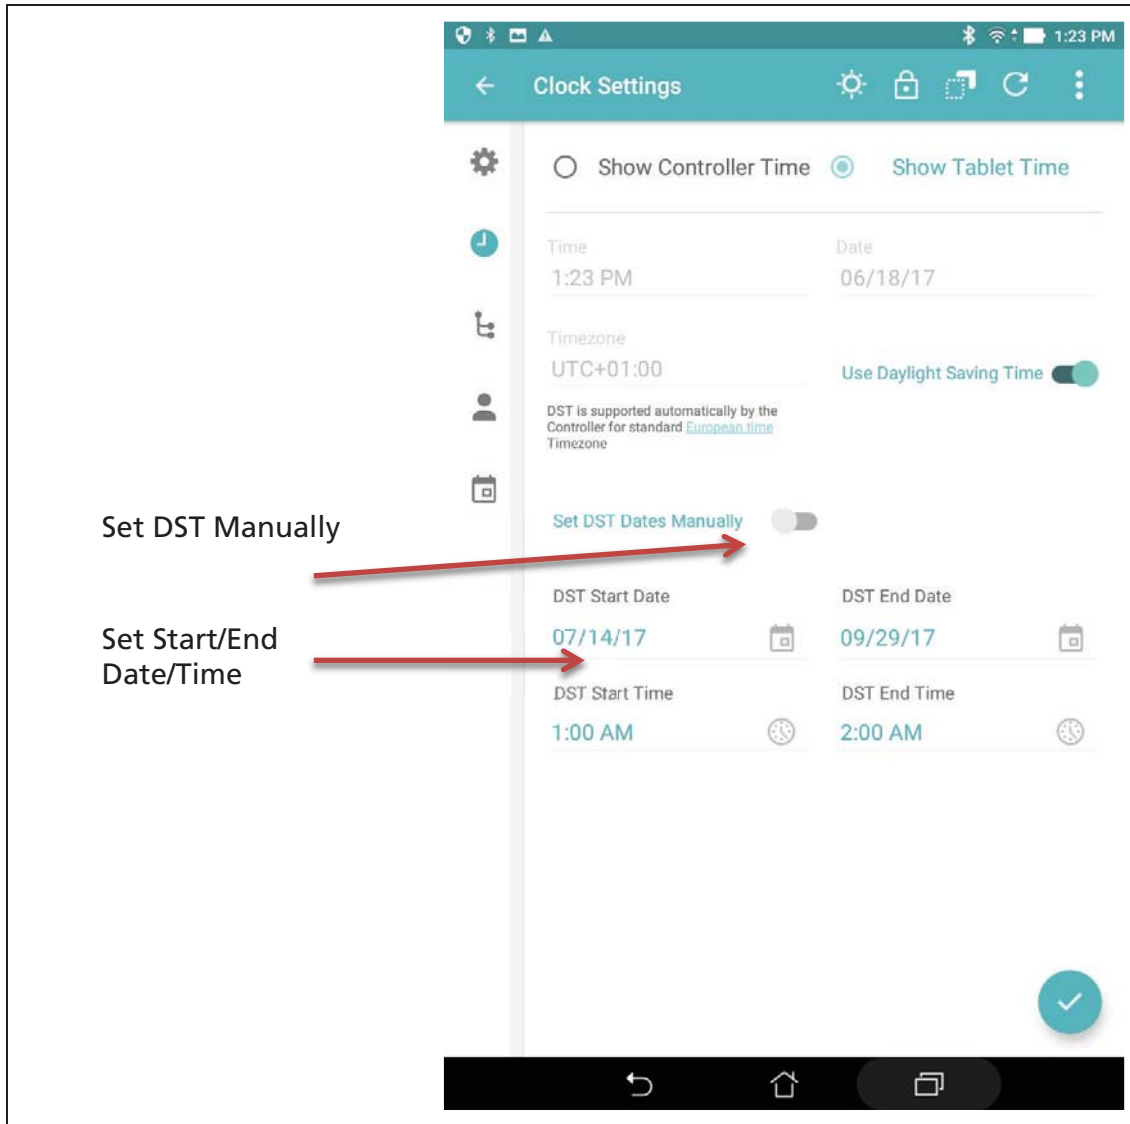 1:23 PM
Clock Settings
Show Controller Time
Show Tablet Time
Time
Date
1:23 PM
06/18/17
Timezone
UTC+01:00
Use Daylight Saving Time
DST is supported automatically by the
Controller for standard European time
Timezone
Set DST Manually
Set DST Dates Manually
DST Start Date
DST End Date
Set Start/End
Date/Time
07/14/17
09/29/17
DST Start Time
DST End Time
1:00 AM
2:00 AM